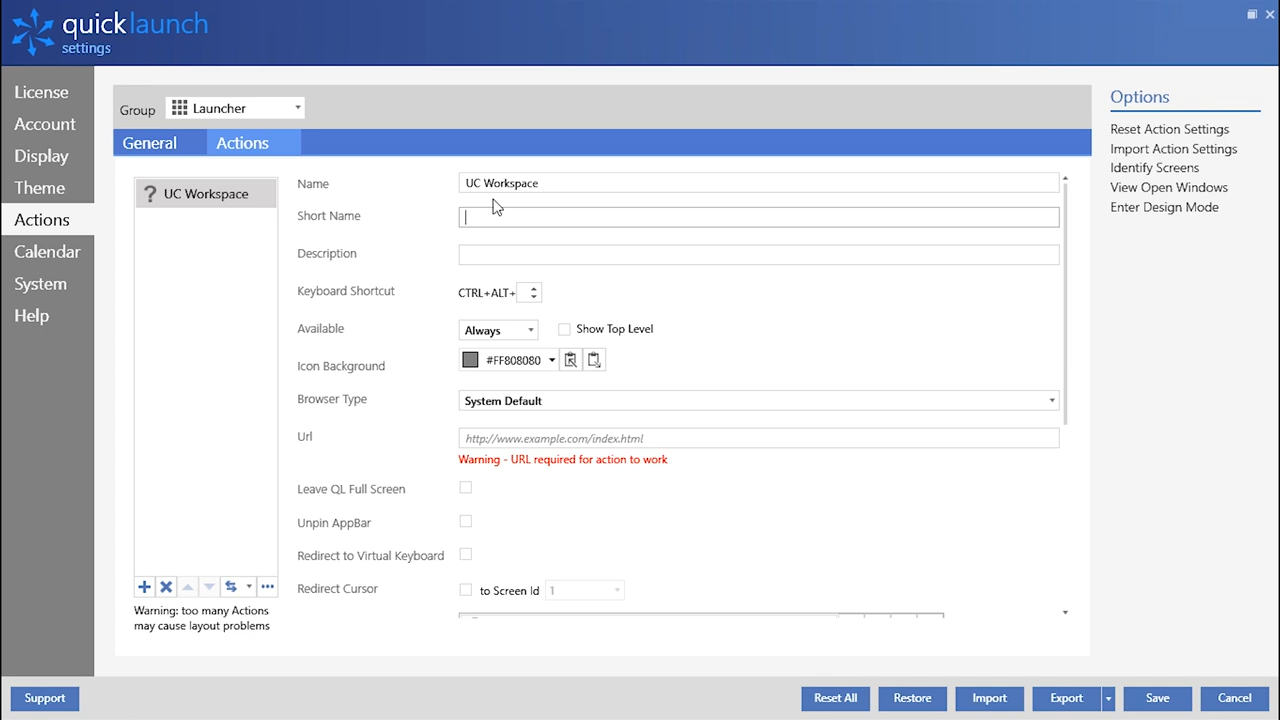 quicklaunch
settings
License
Account
Display
Theme
Actions
Calendar
System
Help
Group Launcher
General Actions
? UC Workspace
Warning: too many Actions
may cause layout problems
Name UC Workspace
Short Name
Description
Keyboard Shortcut CTRL+ALT+
Available Always Show Top Level
Icon Background #FF808080
Browser Type System Default
Url http://www.example.com/index.html
Warning - URL required for action to work
Leave QL Full Screen
Unpin AppBar
Redirect to Virtual Keyboard
Redirect Cursor to Screen Id 1
Options
Reset Action Settings
Import Action Settings
Identify Screens
View Open Windows
Enter Design Mode
Support Reset All Restore Import Export Save Cancel